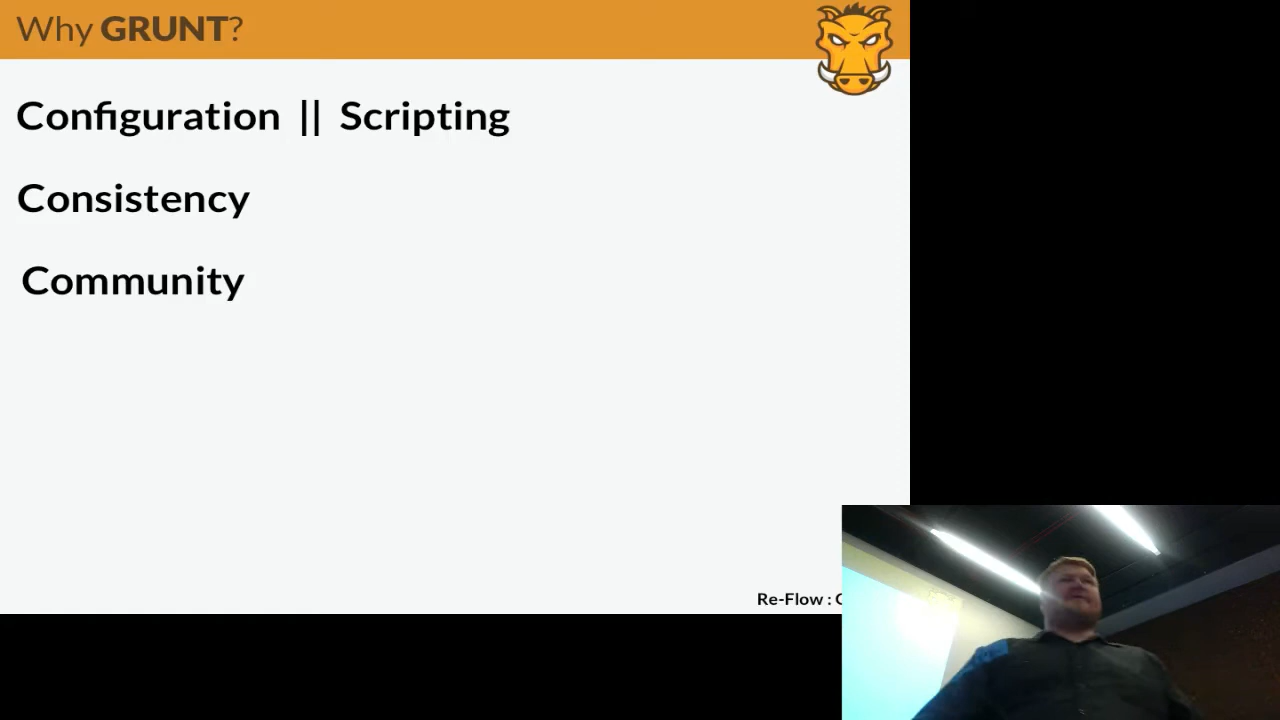 Why GRUNT?
Configuration || Scripting
Consistency
Community
Re-Flow :